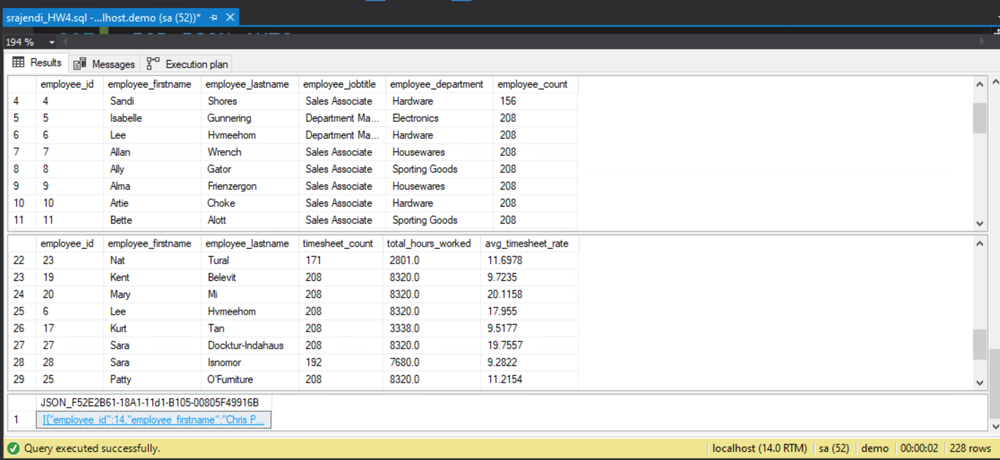 srajendi_HW4.sql -...lhost.demo (sa (52))*
194 %
Results Messages Execution plan
employee_id employee_firstname employee_lastname employee_jobtitle employee_department employee_count
4 4 Sandi Shores Sales Associate Hardware 156
5 5 Isabelle Gunnering Department Ma... Electronics 208
6 6 Lee Hvmeehom Department Ma... Hardware 208
7 7 Allan Wrench Sales Associate Housewares 208
8 8 Ally Gator Sales Associate Sporting Goods 208
9 9 Alma Frienzergon Sales Associate Housewares 208
10 10 Artie Choke Sales Associate Hardware 208
11 11 Bette Alott Sales Associate Sporting Goods 208
employee_id employee_firstname employee_lastname timesheet_count total_hours_worked avg_timesheet_rate
22 23 Nat Tural 171 2801.0 11.6978
23 19 Kent Belevit 208 8320.0 9.7235
24 20 Mary Mi 208 8320.0 20.1158
25 6 Lee Hvmeehom 208 8320.0 17.955
26 17 Kurt Tan 208 3338.0 9.5177
27 27 Sara Docktur-Indahaus 208 8320.0 19.7557
28 28 Sara Isnomor 192 7680.0 9.2822
29 25 Patty O'Furniture 208 8320.0 11.2154
JSON_F52E2B61-18A1-11d1-B105-00805F49916B
1 [{"employee_id":14,"employee_firstname":"Chris P...
Query executed successfully. localhost (14.0 RTM) sa (52) demo 00:00:02 228 rows